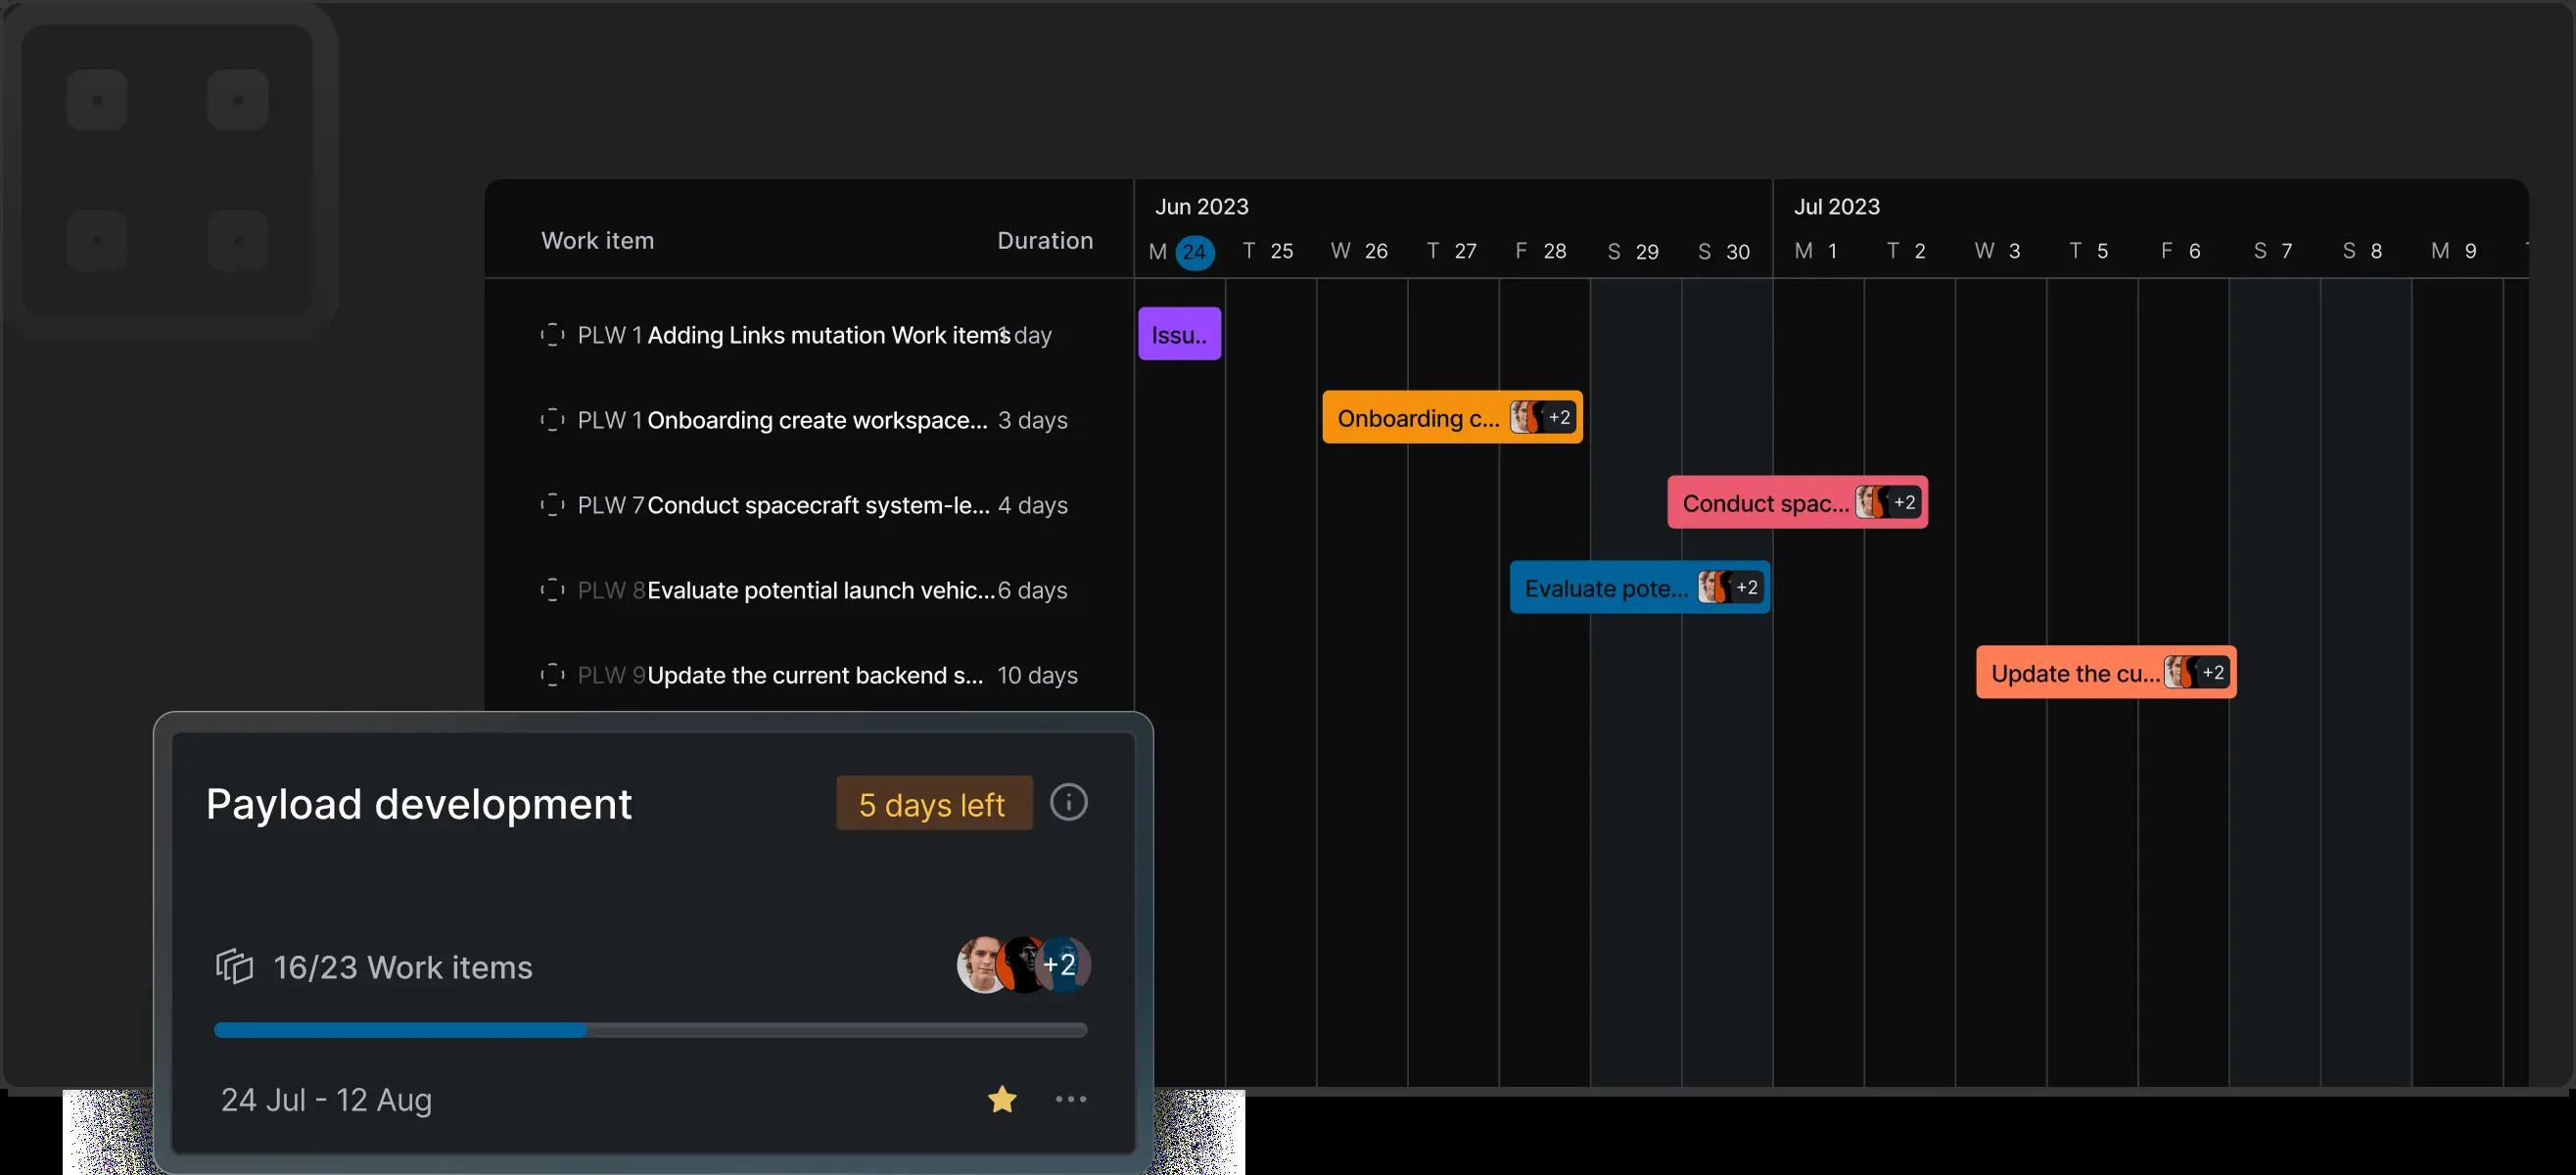 Jun 2023
Jul 2023
Work item
Duration
M 24 T 25 W 26 T 27 F 28 S 29 S 30 M 1 T 2 W 3 T 5 F 6 S 7 S 8 M 9
PLW 1 Adding Links mutation Work items 1 day
Issu..
PLW 1 Onboarding create workspace... 3 days
Onboarding c... +2
PLW 7 Conduct spacecraft system-le... 4 days
Conduct spac... +2
PLW 8 Evaluate potential launch vehic... 6 days
Evaluate pote... +2
PLW 9 Update the current backend s... 10 days
Update the cu... +2
Payload development
5 days left
16/23 Work items
+2
24 Jul - 12 Aug